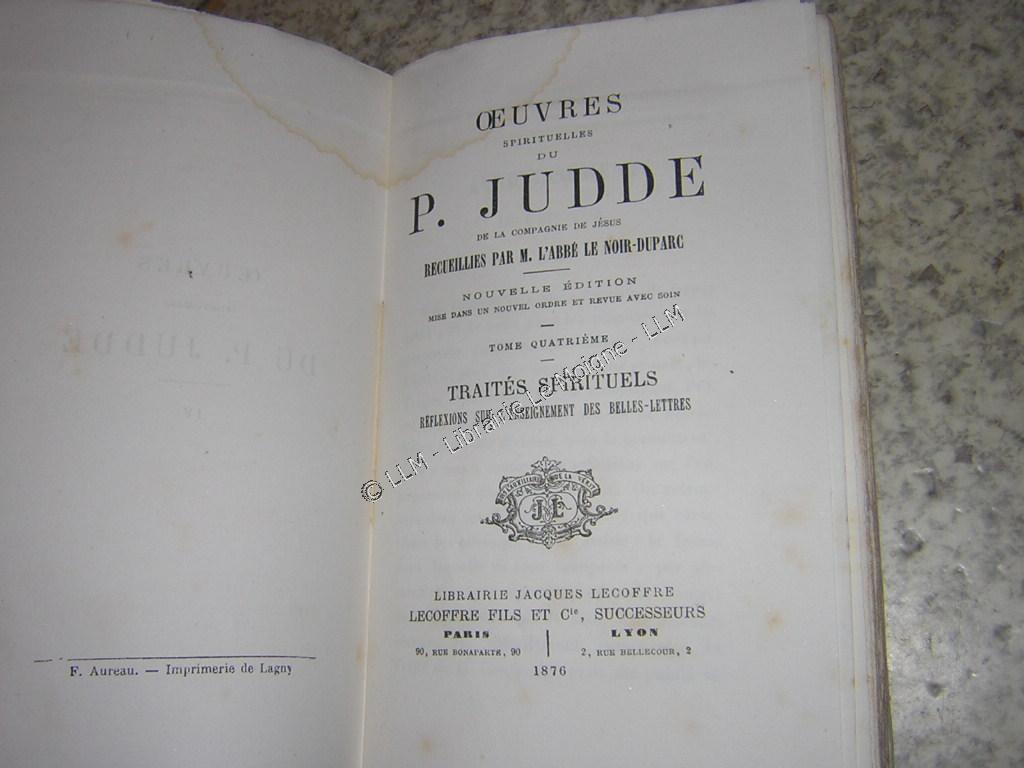 F. Aureau. — Imprimerie de Lagny
ŒUVRES
SPIRITUELLES
DU
P. JUDDE
DE LA COMPAGNIE DE JÉSUS
RECUEILLIES PAR M. L'ABBÉ LE NOIR-DUPARC
NOUVELLE ÉDITION
MISE DANS UN NOUVEL ORDRE ET REVUE AVEC SOIN
TOME QUATRIÈME
TRAITÉS SPIRITUELS
RÉFLEXIONS SUR L'ENSEIGNEMENT DES BELLES-LETTRES
LIBRAIRIE JACQUES LECOFFRE
LECOFFRE FILS ET Cie, SUCCESSEURS
PARIS LYON
90, RUE BONAPARTE, 90 2, RUE BELLECOUR, 2
1876
© LLM - Librairie Le Moigne - LLM